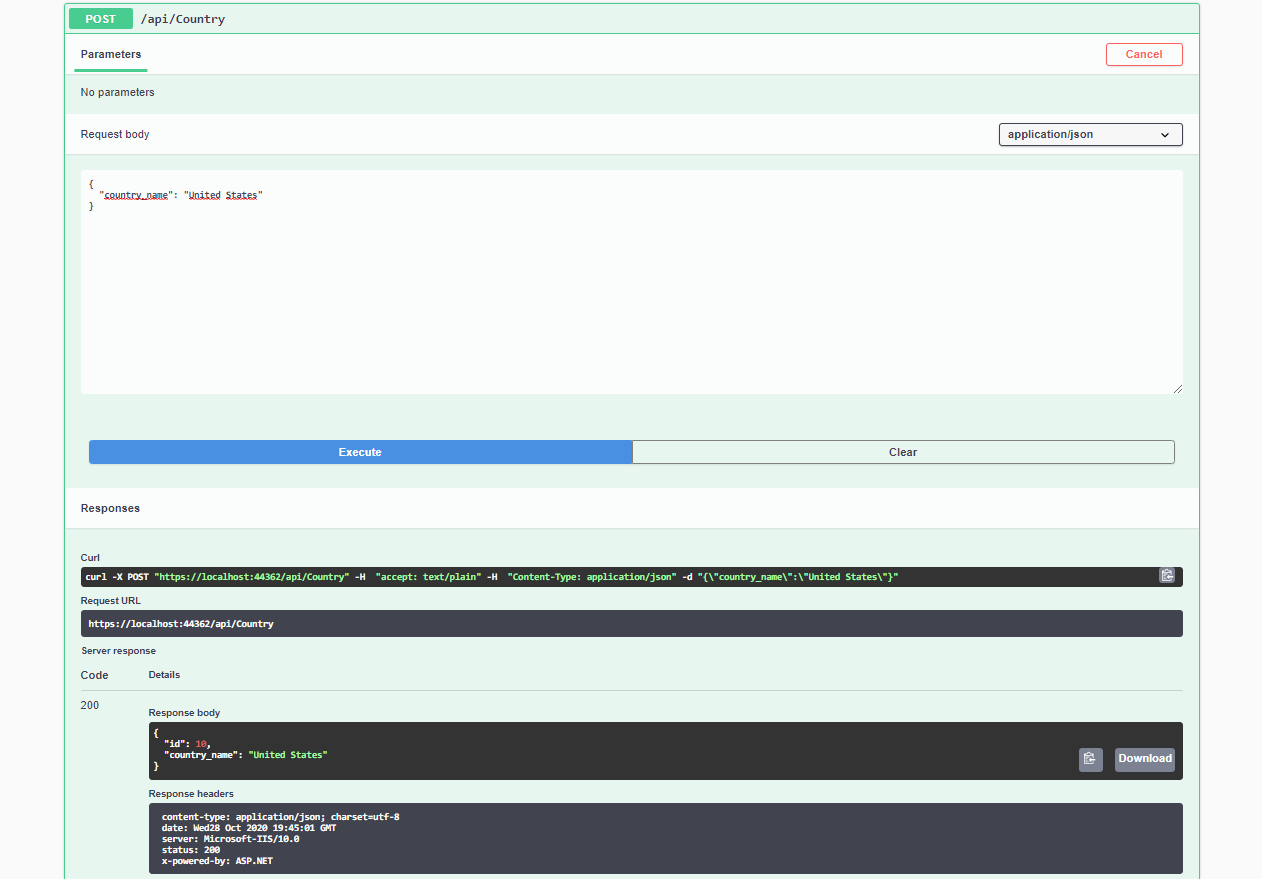 POST /api/Country
Parameters
Cancel
No parameters
Request body
application/json
{
"country_name": "United States"
}
Execute
Clear
Responses
Curl
curl -X POST "https://localhost:44362/api/Country" -H  "accept: text/plain" -H  "Content-Type: application/json" -d "{\"country_name\":\"United States\"}"
Request URL
https://localhost:44362/api/Country
Server response
Code
Details
200
Response body
{
"id": 10,
"country_name": "United States"
}
Download
Response headers
content-type: application/json; charset=utf-8
date: Wed28 Oct 2020 19:45:01 GMT
server: Microsoft-IIS/10.0
status: 200
x-powered-by: ASP.NET